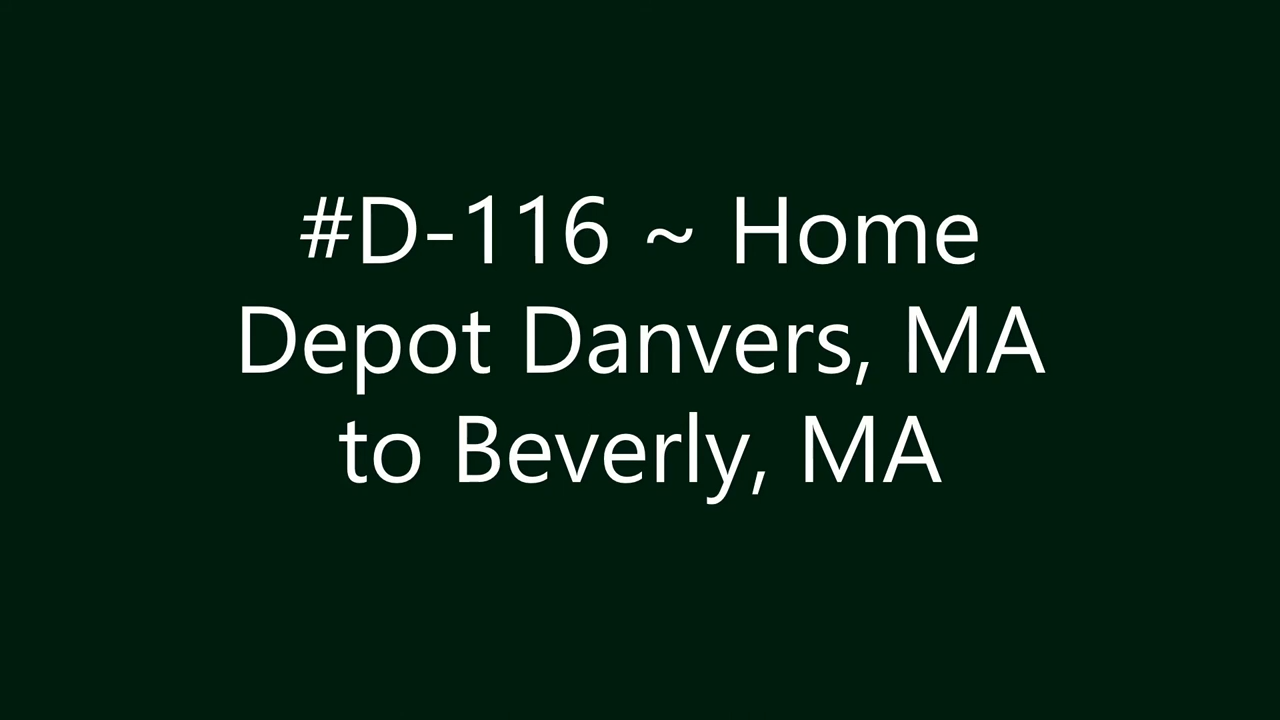 #D-116 ~ Home
Depot Danvers, MA
to Beverly, MA